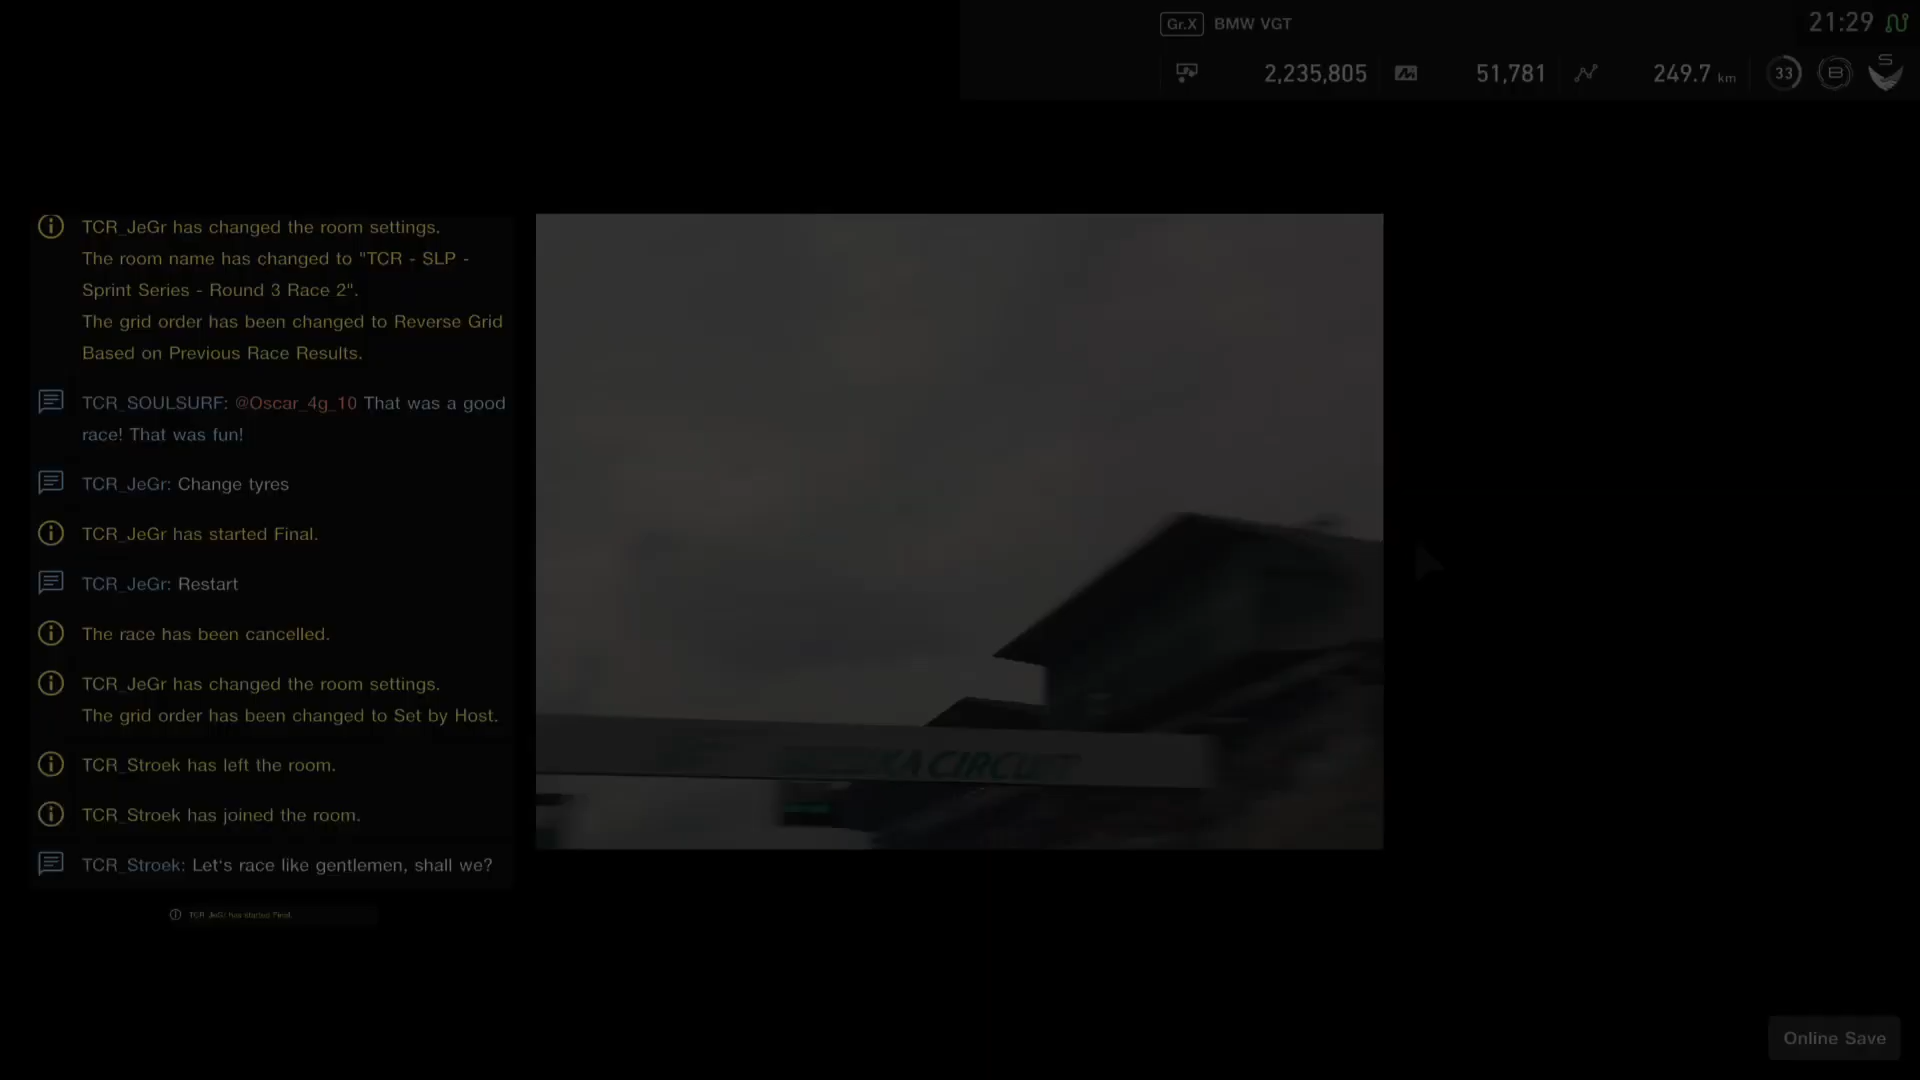 Gr.X BMW VGT
21:29
2,235,805
51,781
249.7 km
33
B
S
TCR_JeGr has changed the room settings.
The room name has changed to "TCR - SLP -
Sprint Series - Round 3 Race 2".
The grid order has been changed to Reverse Grid
Based on Previous Race Results.
TCR_SOULSURF: @Oscar_4g_10 That was a good
race! That was fun!
TCR_JeGr: Change tyres
TCR_JeGr has started Final.
TCR_JeGr: Restart
The race has been cancelled.
TCR_JeGr has changed the room settings.
The grid order has been changed to Set by Host.
TCR_Stroek has left the room.
TCR_Stroek has joined the room.
TCR_Stroek: Let's race like gentlemen, shall we?
TCR_JeGr has started Final.
CIRCUIT
Online Save